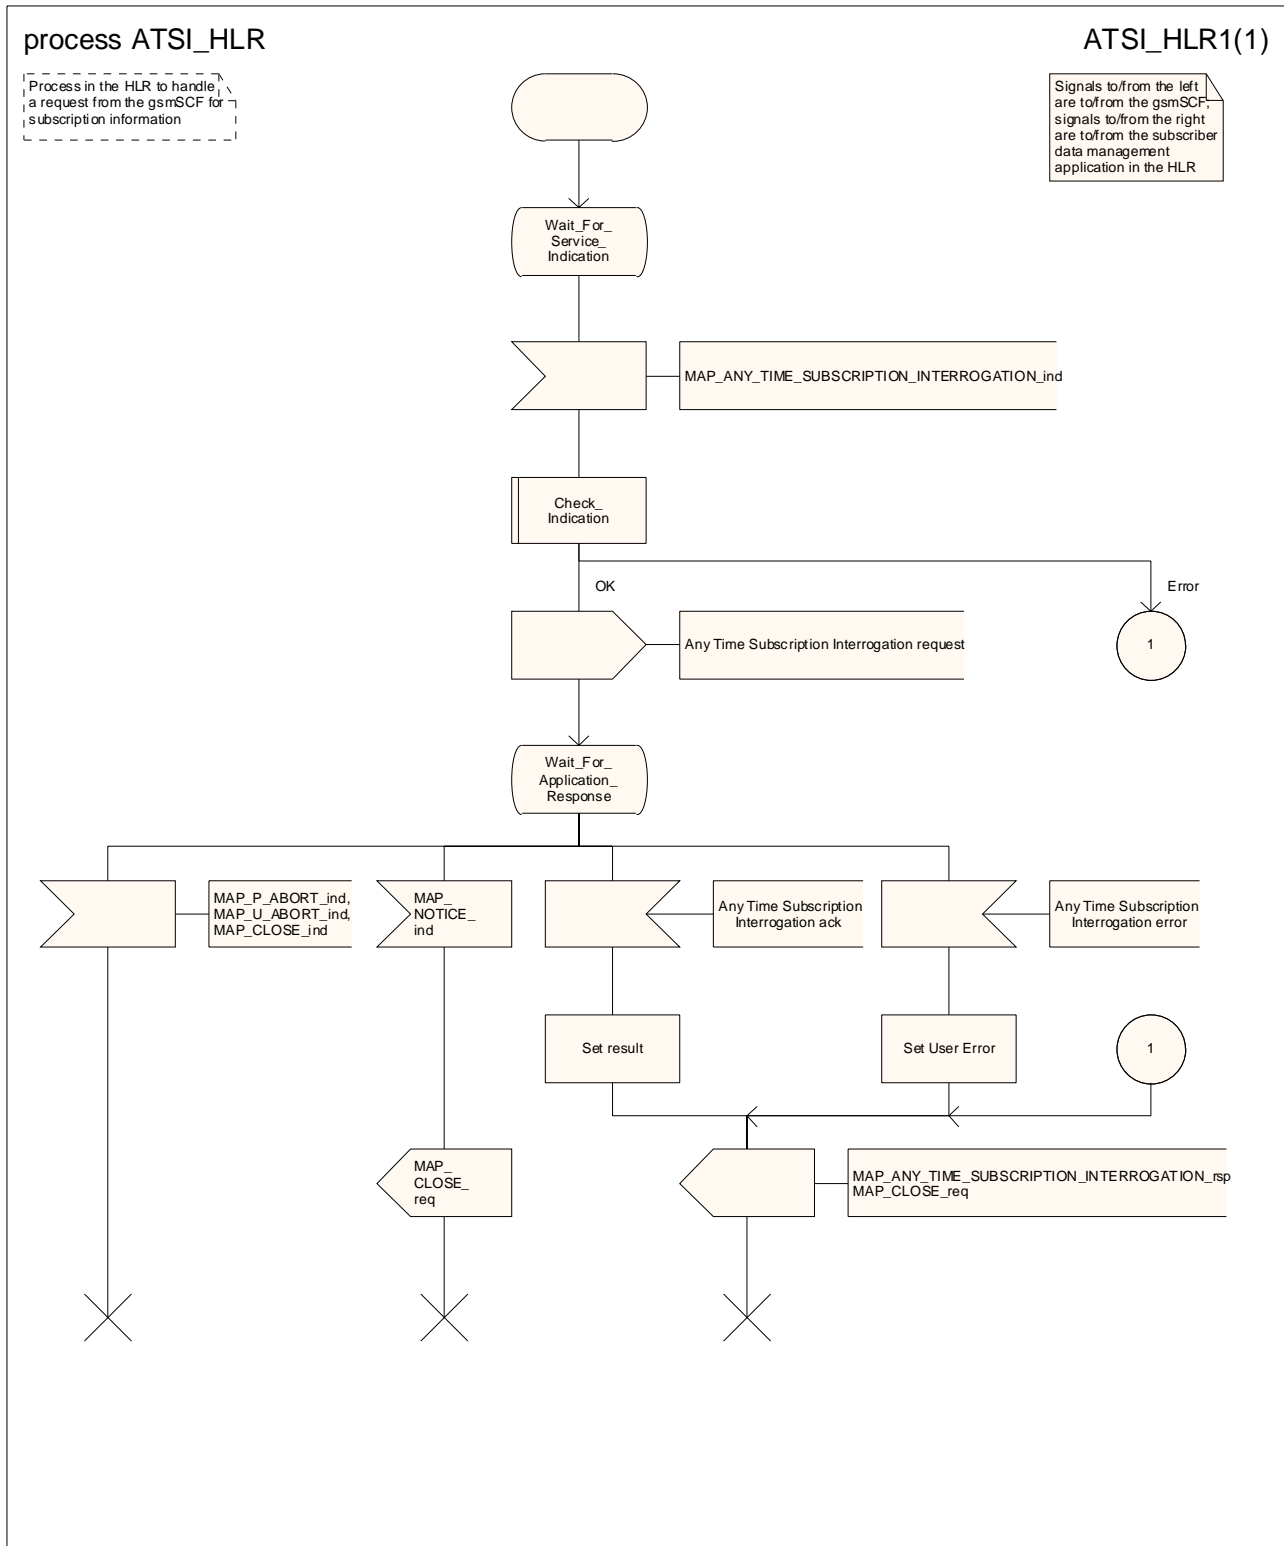 process ATSI_HLR
ATSI_HLR1(1)
Process in the HLR to handle
a request from the gsmSCF for
subscription information
Signals to/from the left
are to/from the gsmSCF;
signals to/from the right
are to/from the subscriber
data management
application in the HLR
Wait_For_
Service_
Indication
MAP_ANY_TIME_SUBSCRIPTION_INTERROGATION_ind
Check_
Indication
OK
Error
Any Time Subscription Interrogation request
1
Wait_For_
Application_
Response
MAP_P_ABORT_ind,
MAP_U_ABORT_ind,
MAP_CLOSE_ind
MAP_
NOTICE_
ind
Any Time Subscription
Interrogation ack
Any Time Subscription
Interrogation error
Set result
Set User Error
1
MAP_
CLOSE_
req
MAP_ANY_TIME_SUBSCRIPTION_INTERROGATION_rsp
MAP_CLOSE_req